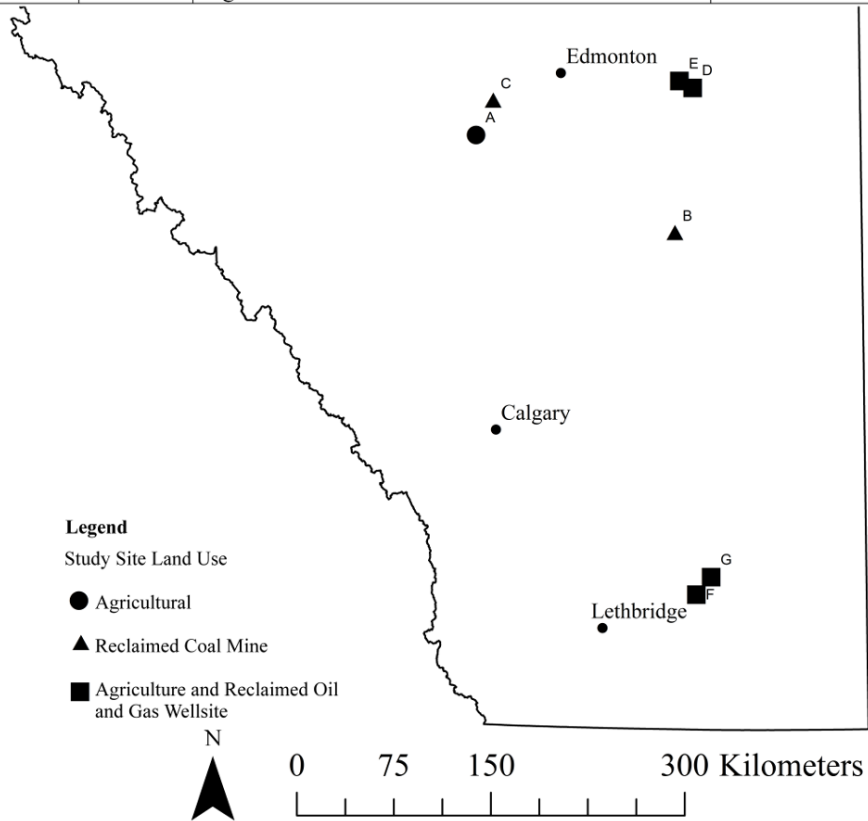 Edmonton
E
D
C
A
B
Calgary
G
F
Lethbridge
Legend
Study Site Land Use
Agricultural
Reclaimed Coal Mine
Agriculture and Reclaimed Oil
and Gas Wellsite
N
0 75 150 300 Kilometers